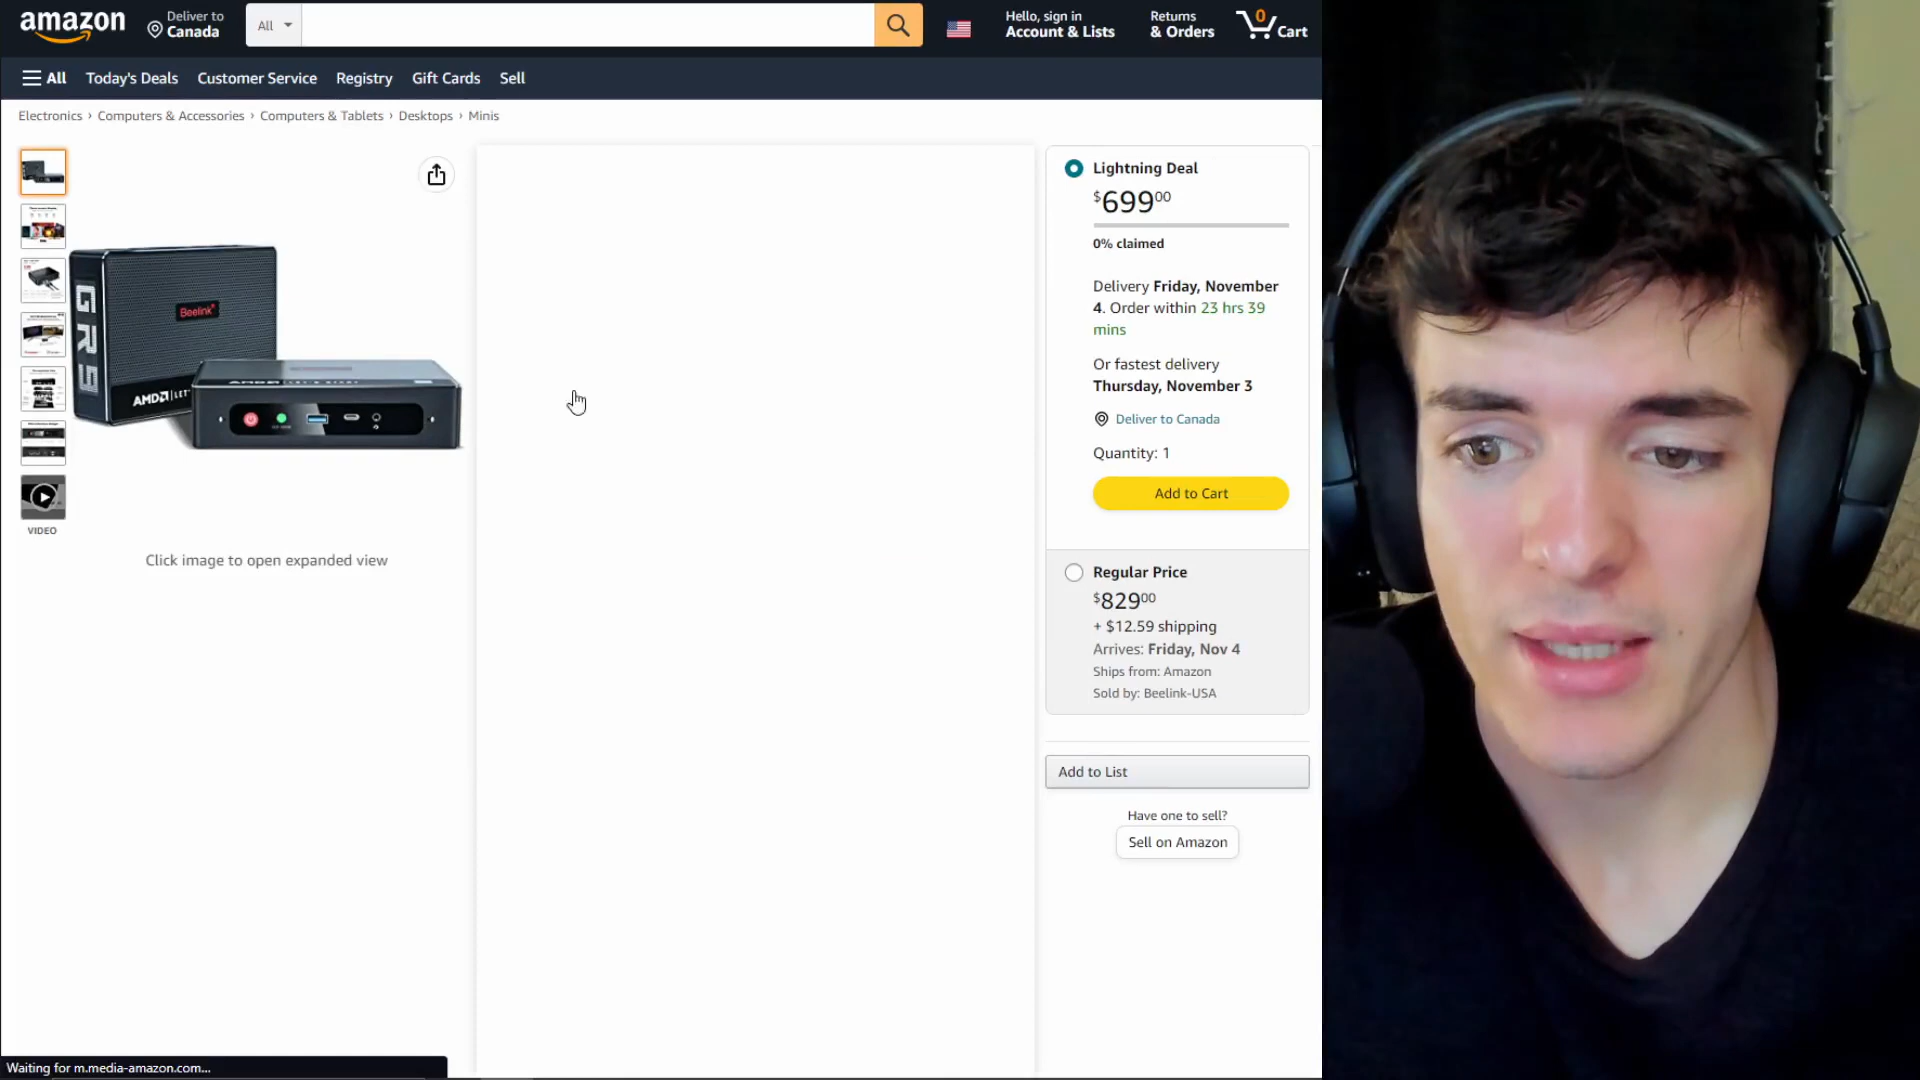 amazon
Deliver to
Canada
All
Hello, sign in
Account & Lists
Returns
& Orders
0
Cart
All
Today's Deals
Customer Service
Registry
Gift Cards
Sell
Electronics › Computers & Accessories › Computers & Tablets › Desktops › Minis
GR9
Beelink
AMD
VIDEO
Click image to open expanded view
Lightning Deal
$69900
0% claimed
Delivery Friday, November
4. Order within 23 hrs 39
mins
Or fastest delivery
Thursday, November 3
Deliver to Canada
Quantity: 1
Add to Cart
Regular Price
$82900
+ $12.59 shipping
Arrives: Friday, Nov 4
Ships from: Amazon
Sold by: Beelink-USA
Add to List
Have one to sell?
Sell on Amazon
Waiting for m.media-amazon.com...